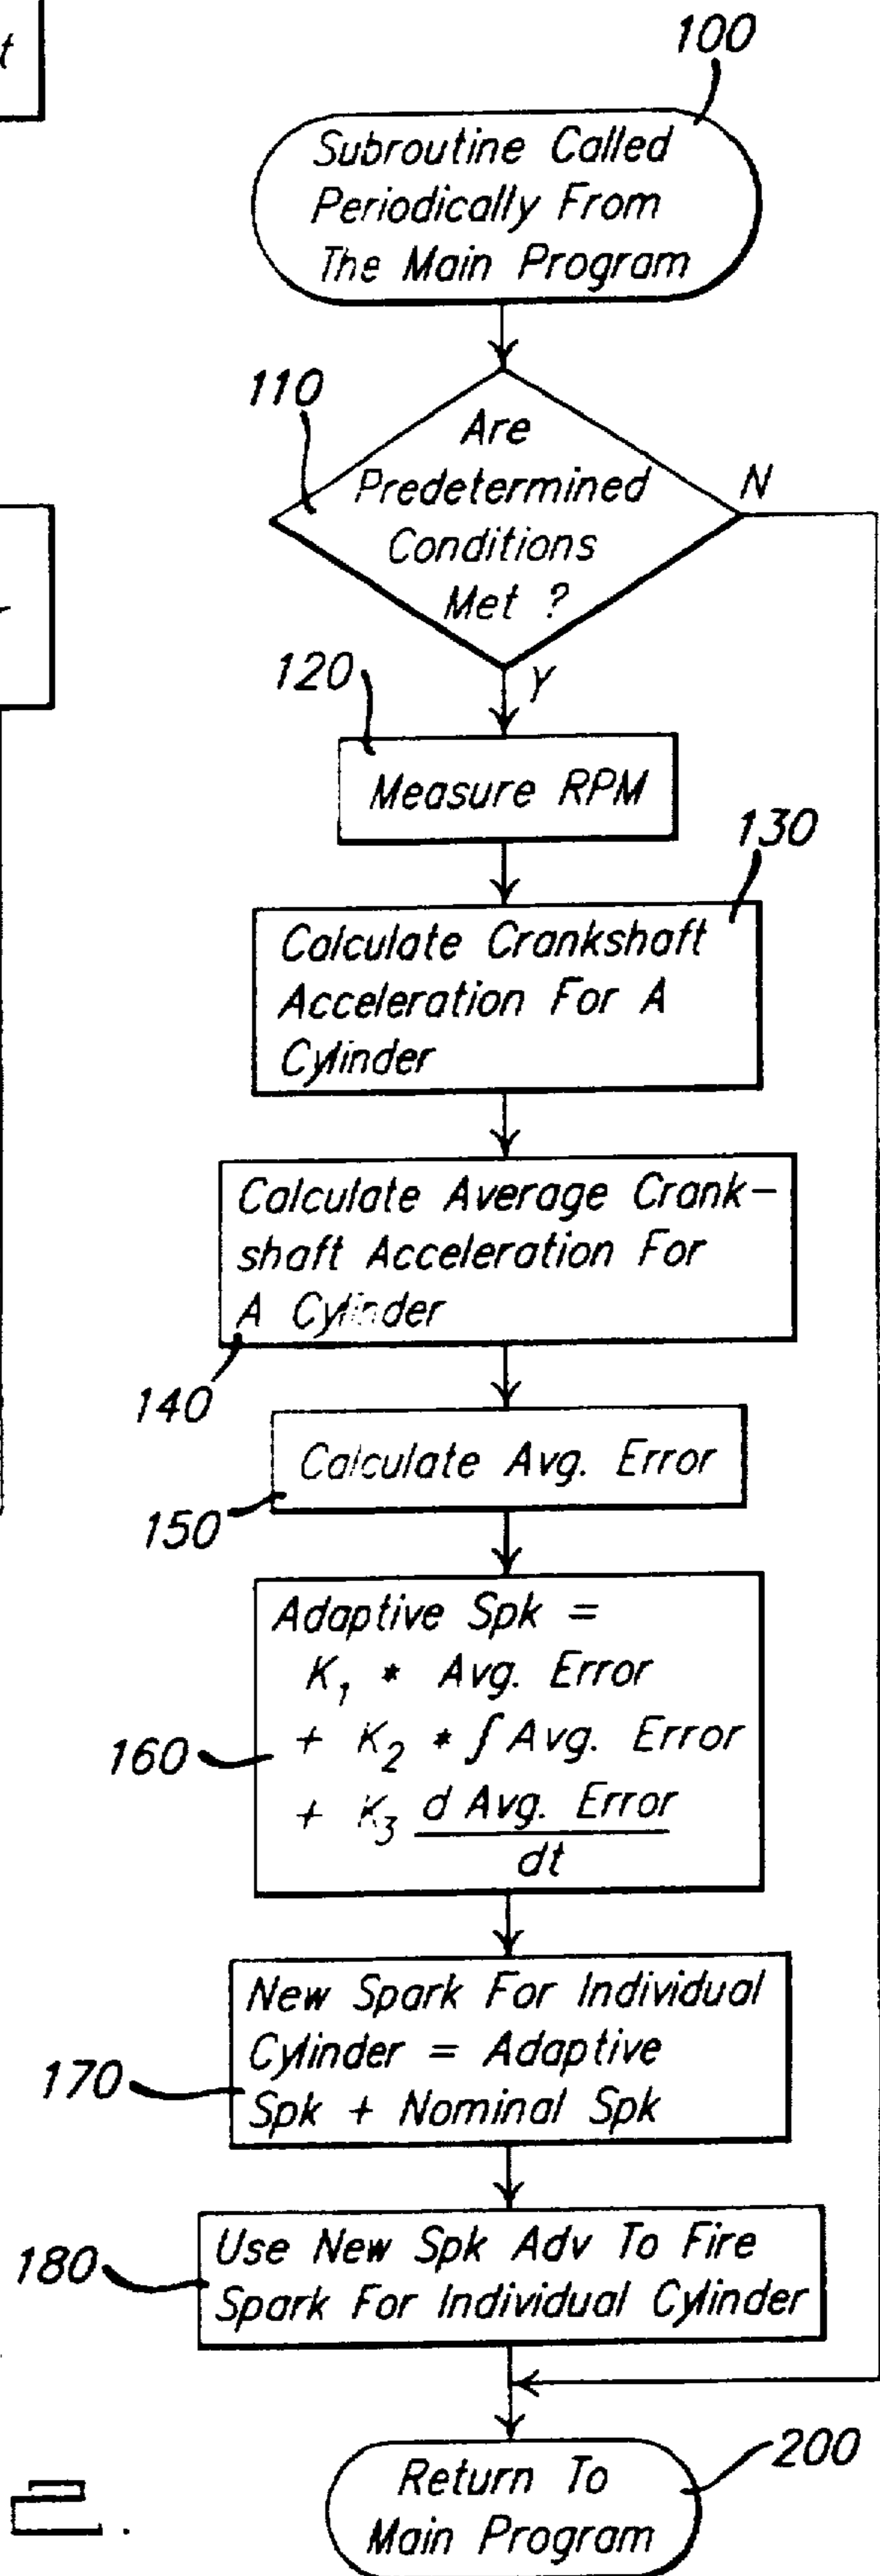 t
100
Subroutine Called
Periodically From
The Main Program
110
Are
Predetermined
Conditions
Met ?
N
Y
120
Measure RPM
130
Calculate Crankshaft
Acceleration For A
Cylinder
Calculate Average Crank-
shaft Acceleration For
A Cylinder
140
Calculate Avg. Error
150
Adaptive Spk =
K₁ * Avg. Error
+ K₂ * ∫ Avg. Error
+ K₃ d Avg. Error
dt
160
New Spark For Individual
Cylinder = Adaptive
Spk + Nominal Spk
170
Use New Spk Adv To Fire
Spark For Individual Cylinder
180
200
Return To
Main Program